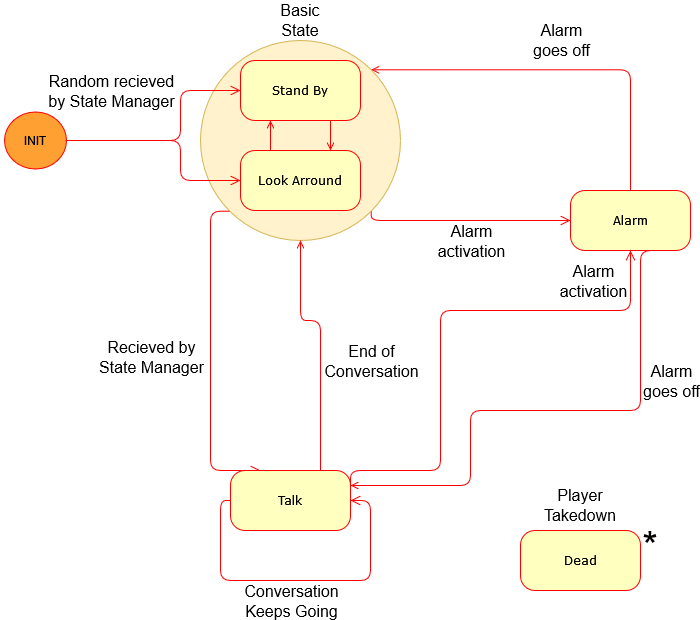 Basic
State
Alarm
goes off
Random recieved
by State Manager
Stand By
INIT
Look Arround
Alarm
Alarm
activation
Alarm
activation
Recieved by
State Manager
End of
Conversation
Alarm
goes off
Talk
Player
Takedown
*
Dead
Conversation
Keeps Going